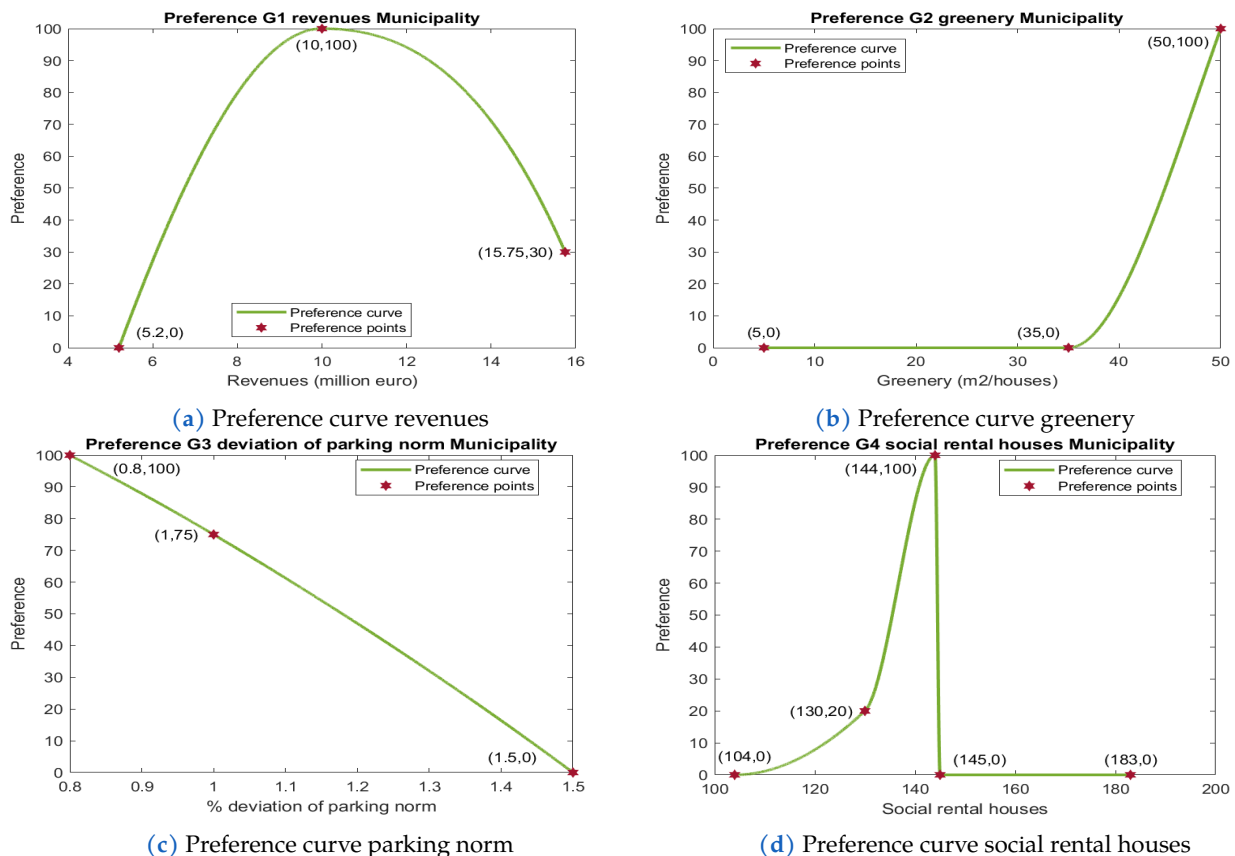 Preference G1 revenues Municipality
100
90
80
70
60
50
40
30
20
10
0
Preference
(10,100)
(15.75,30)
(5.2,0)
Preference curve
Preference points
4 6 8 10 12 14 16
Revenues (million euro)
(a) Preference curve revenues
Preference G2 greenery Municipality
100
90
80
70
60
50
40
30
20
10
0
Preference
Preference curve
Preference points
(50,100)
(5,0)
(35,0)
0 10 20 30 40 50
Greenery (m2/houses)
(b) Preference curve greenery
Preference G3 deviation of parking norm Municipality
100
90
80
70
60
50
40
30
20
10
0
Preference
(0.8,100)
Preference curve
Preference points
(1,75)
(1.5,0)
0.8 0.9 1 1.1 1.2 1.3 1.4 1.5
% deviation of parking norm
(c) Preference curve parking norm
Preference G4 social rental houses Municipality
100
90
80
70
60
50
40
30
20
10
0
Preference
(144,100)
Preference curve
Preference points
(130,20)
(104,0)
(145,0)
(183,0)
100 120 140 160 180 200
Social rental houses
(d) Preference curve social rental houses